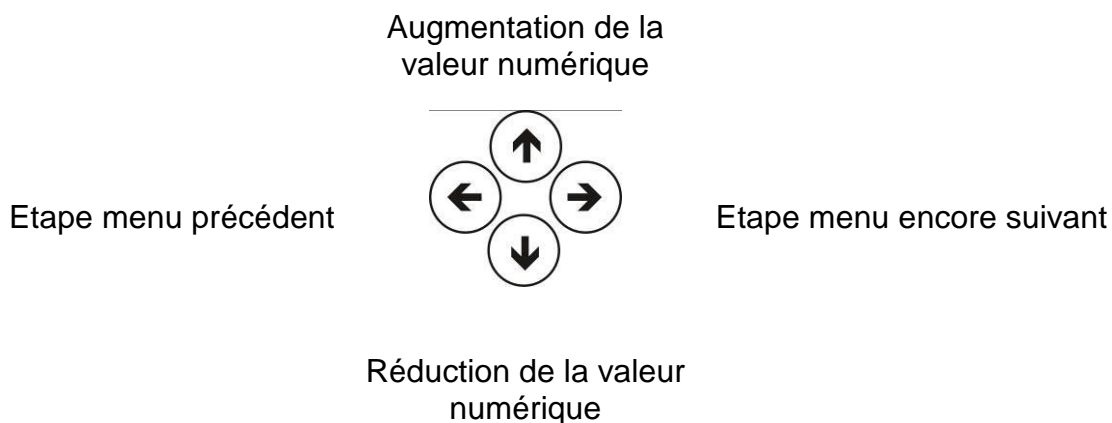 Augmentation de la
valeur numérique
Etape menu précédent
Etape menu encore suivant
Réduction de la valeur
numérique